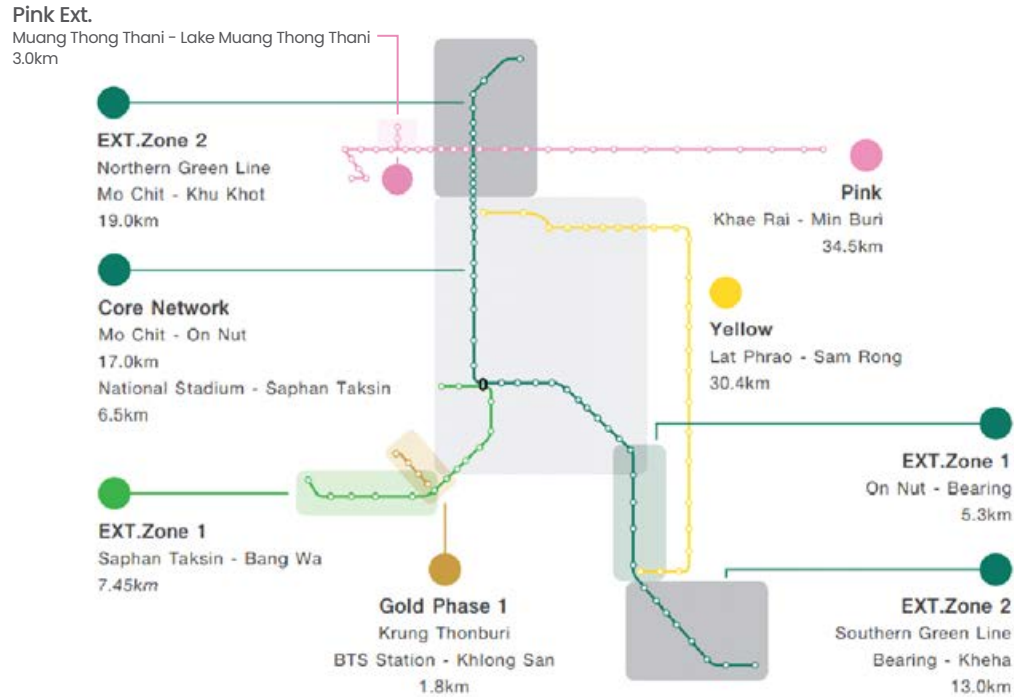 Pink Ext.
Muang Thong Thani - Lake Muang Thong Thani
3.0km
EXT.Zone 2
Northern Green Line
Mo Chit - Khu Khot
19.0km
Core Network
Mo Chit - On Nut
17.0km
National Stadium - Saphan Taksin
6.5km
EXT.Zone 1
Saphan Taksin - Bang Wa
7.45km
Gold Phase 1
Krung Thonburi
BTS Station - Khlong San
1.8km
Pink
Khae Rai - Min Buri
34.5km
Yellow
Lat Phrao - Sam Rong
30.4km
EXT.Zone 1
On Nut - Bearing
5.3km
EXT.Zone 2
Southern Green Line
Bearing - Kheha
13.0km